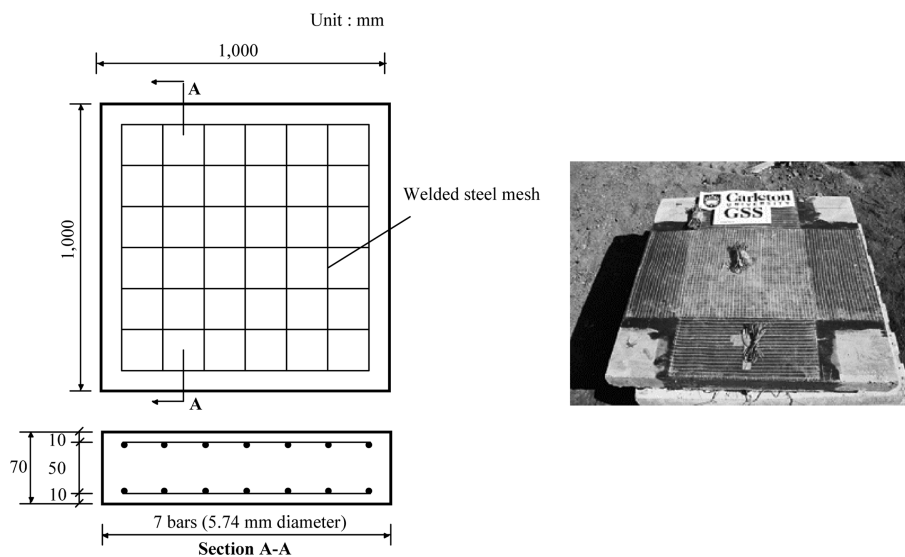 Unit : mm
1,000
A
1,000
Welded steel mesh
A
10
70
50
10
7 bars (5.74 mm diameter)
Section A-A
Carleton
UNIVERSITY
GSS